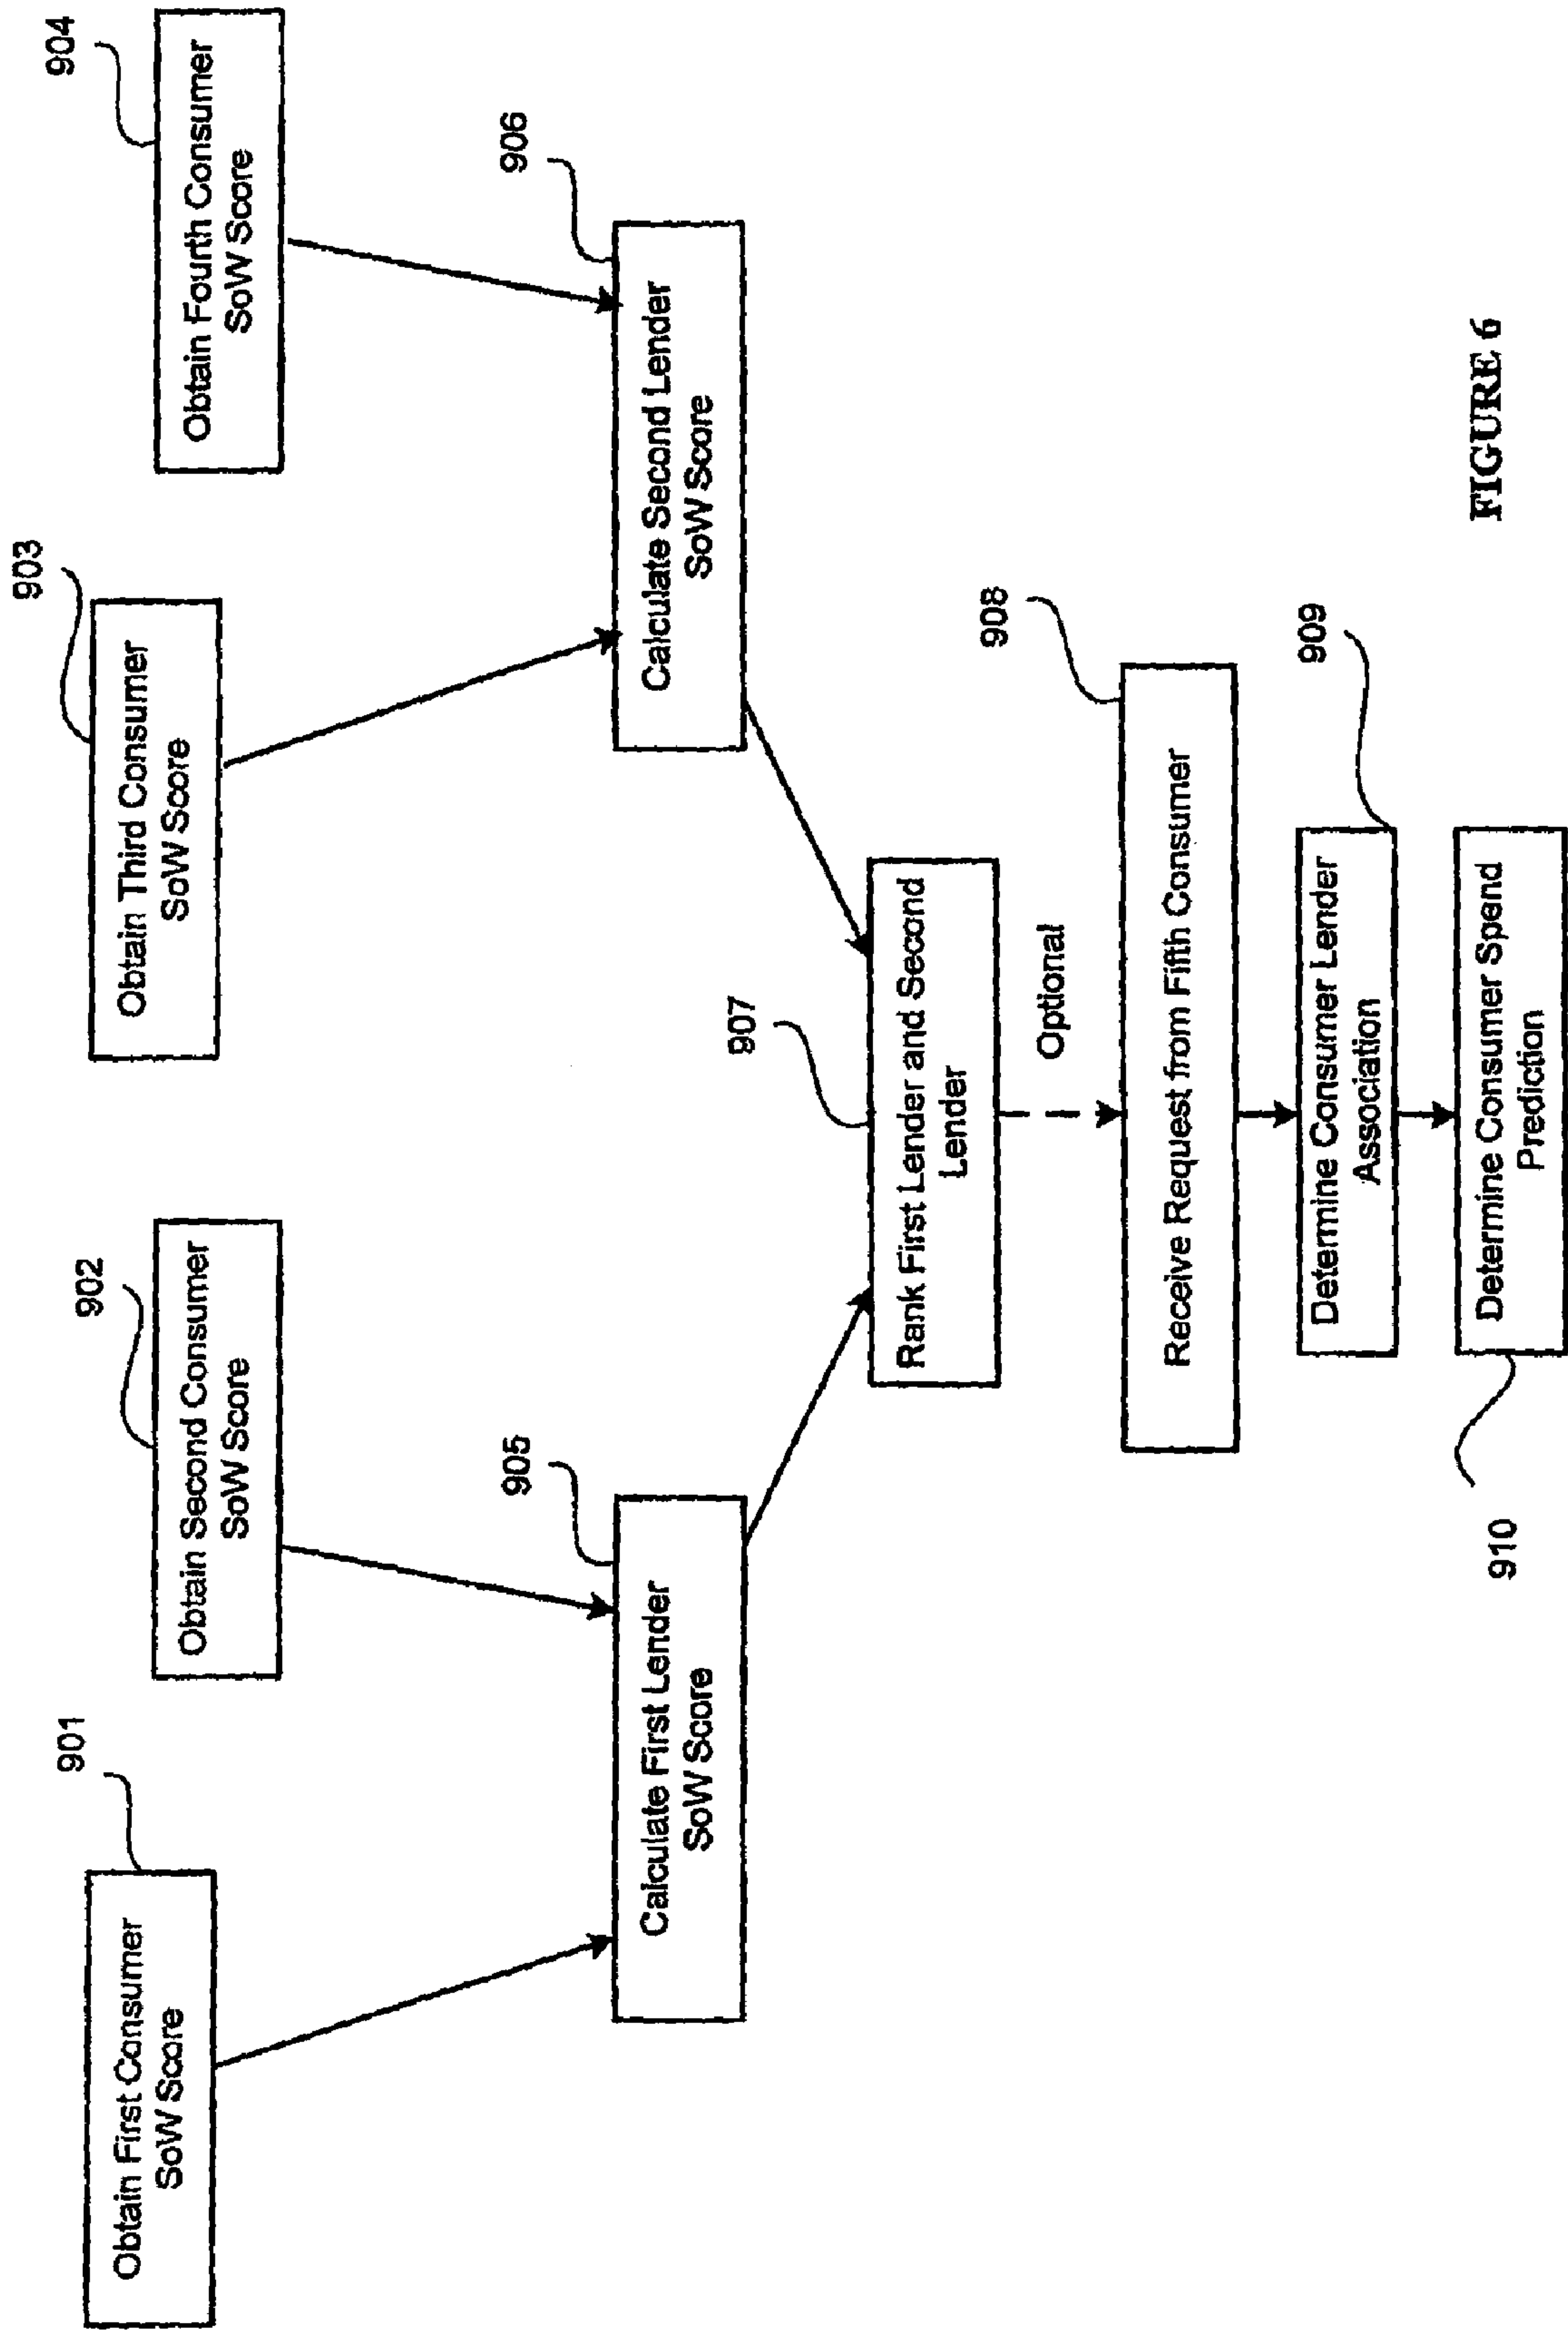 901
Obtain First Consumer
SoW Score
902
Obtain Second Consumer
SoW Score
903
Obtain Third Consumer
SoW Score
904
Obtain Fourth Consumer
SoW Score
905
Calculate First Lender
SoW Score
906
Calculate Second Lender
SoW Score
907
Rank First Lender and Second
Lender
Optional
908
Receive Request from Fifth Consumer
909
Determine Consumer Lender
Association
910
Determine Consumer Spend
Prediction
FIGURE 6